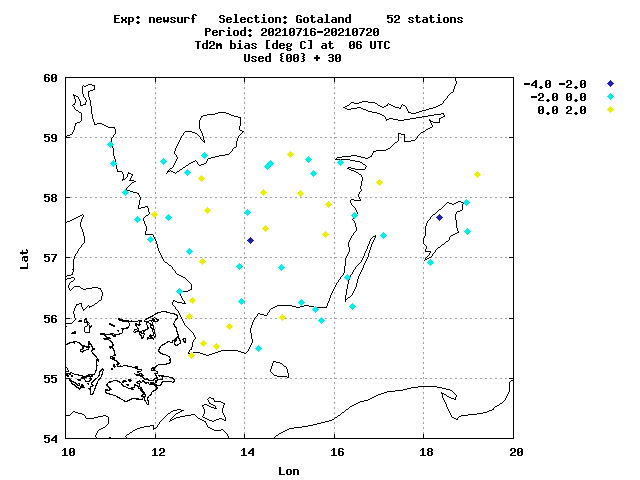 Exp: newsurf Selection: Gotaland 52 stations
Period: 20210716-20210720
Td2m bias [deg C] at 06 UTC
Used {00} + 30
-4.0 -2.0
-2.0 0.0
0.0 2.0
60
59
58
57
56
55
54
Lat
10 12 14 16 18 20
Lon